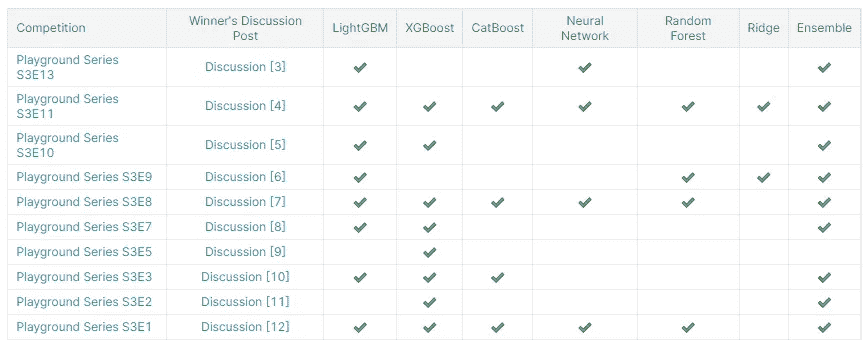 Competition
Winner's Discussion
Post
LightGBM
XGBoost
CatBoost
Neural
Network
Random
Forest
Ridge
Ensemble
Playground Series
S3E13
Discussion [3]
✔
✔
✔
Playground Series
S3E11
Discussion [4]
✔
✔
✔
✔
✔
✔
✔
Playground Series
S3E10
Discussion [5]
✔
✔
✔
Playground Series S3E9
Discussion [6]
✔
✔
✔
✔
Playground Series S3E8
Discussion [7]
✔
✔
✔
✔
✔
✔
Playground Series S3E7
Discussion [8]
✔
✔
✔
Playground Series S3E5
Discussion [9]
✔
Playground Series S3E3
Discussion [10]
✔
✔
✔
✔
Playground Series S3E2
Discussion [11]
✔
✔
Playground Series S3E1
Discussion [12]
✔
✔
✔
✔
✔
✔